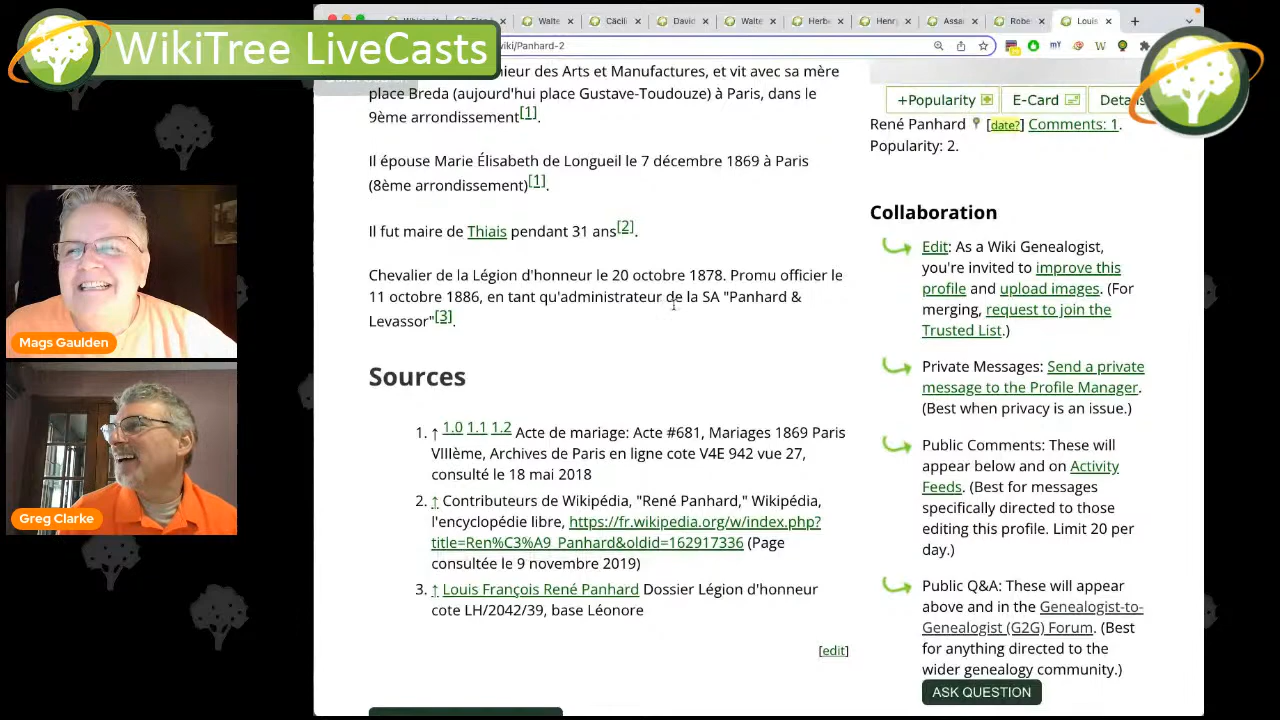 WikiTree LiveCasts
Louis
wiki/Panhard-2
nieur des Arts et Manufactures, et vit avec sa mère
place Breda (aujourd'hui place Gustave-Toudouze) à Paris, dans le
9ème arrondissement[1].
Il épouse Marie Élisabeth de Longueil le 7 décembre 1869 à Paris
(8ème arrondissement)[1].
Il fut maire de Thiais pendant 31 ans[2].
Chevalier de la Légion d'honneur le 20 octobre 1878. Promu officier le
11 octobre 1886, en tant qu'administrateur de la SA "Panhard &
Levassor"[3].
Sources
1. ↑ 1.0 1.1 1.2 Acte de mariage: Acte #681, Mariages 1869 Paris
VIIIème, Archives de Paris en ligne cote V4E 942 vue 27,
consulté le 18 mai 2018
2. ↑ Contributeurs de Wikipédia, "René Panhard," Wikipédia,
l'encyclopédie libre, https://fr.wikipedia.org/w/index.php?
title=Ren%C3%A9_Panhard&oldid=162917336 (Page
consultée le 9 novembre 2019)
3. ↑ Louis François René Panhard Dossier Légion d'honneur
cote LH/2042/39, base Léonore
[edit]
+Popularity
E-Card
Details
René Panhard [date?] Comments: 1.
Popularity: 2.
Collaboration
Edit: As a Wiki Genealogist,
you're invited to improve this
profile and upload images. (For
merging, request to join the
Trusted List.)
Private Messages: Send a private
message to the Profile Manager.
(Best when privacy is an issue.)
Public Comments: These will
appear below and on Activity
Feeds. (Best for messages
specifically directed to those
editing this profile. Limit 20 per
day.)
Public Q&A: These will appear
above and in the Genealogist-to-
Genealogist (G2G) Forum. (Best
for anything directed to the
wider genealogy community.)
ASK QUESTION
Mags Gaulden
Greg Clarke